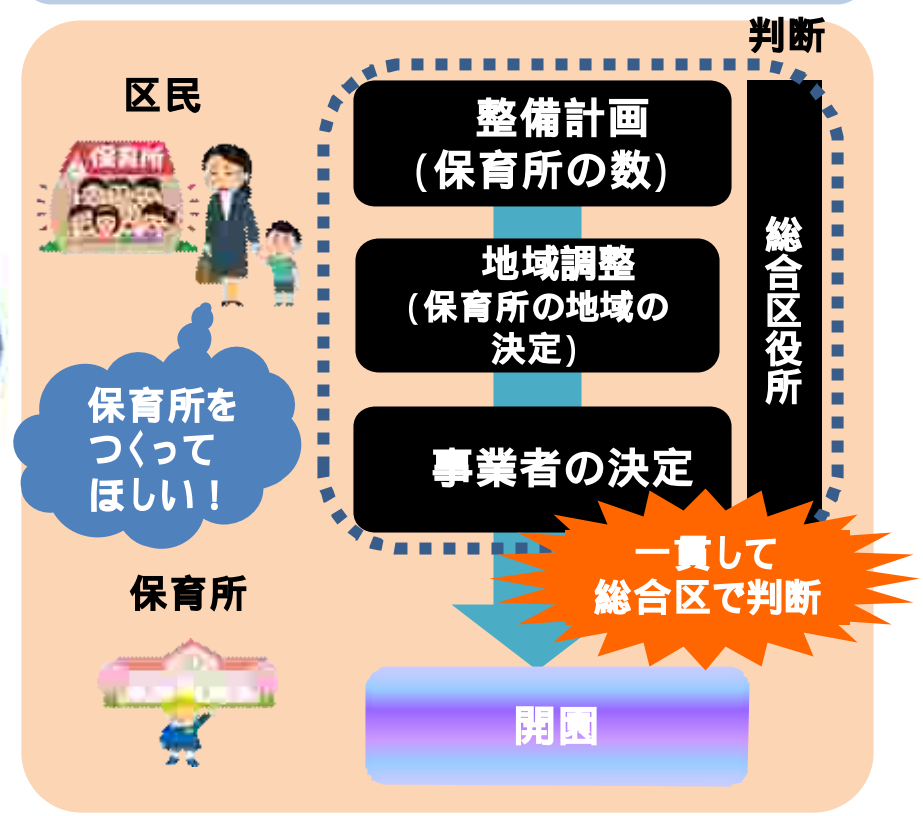 判断
区民
保育所
整備計画
(保育所の数)
地域調整
(保育所の地域の
決定)
事業者の決定
総合区役所
保育所を
つくって
ほしい！
一貫して
総合区で判断
保育所
開園